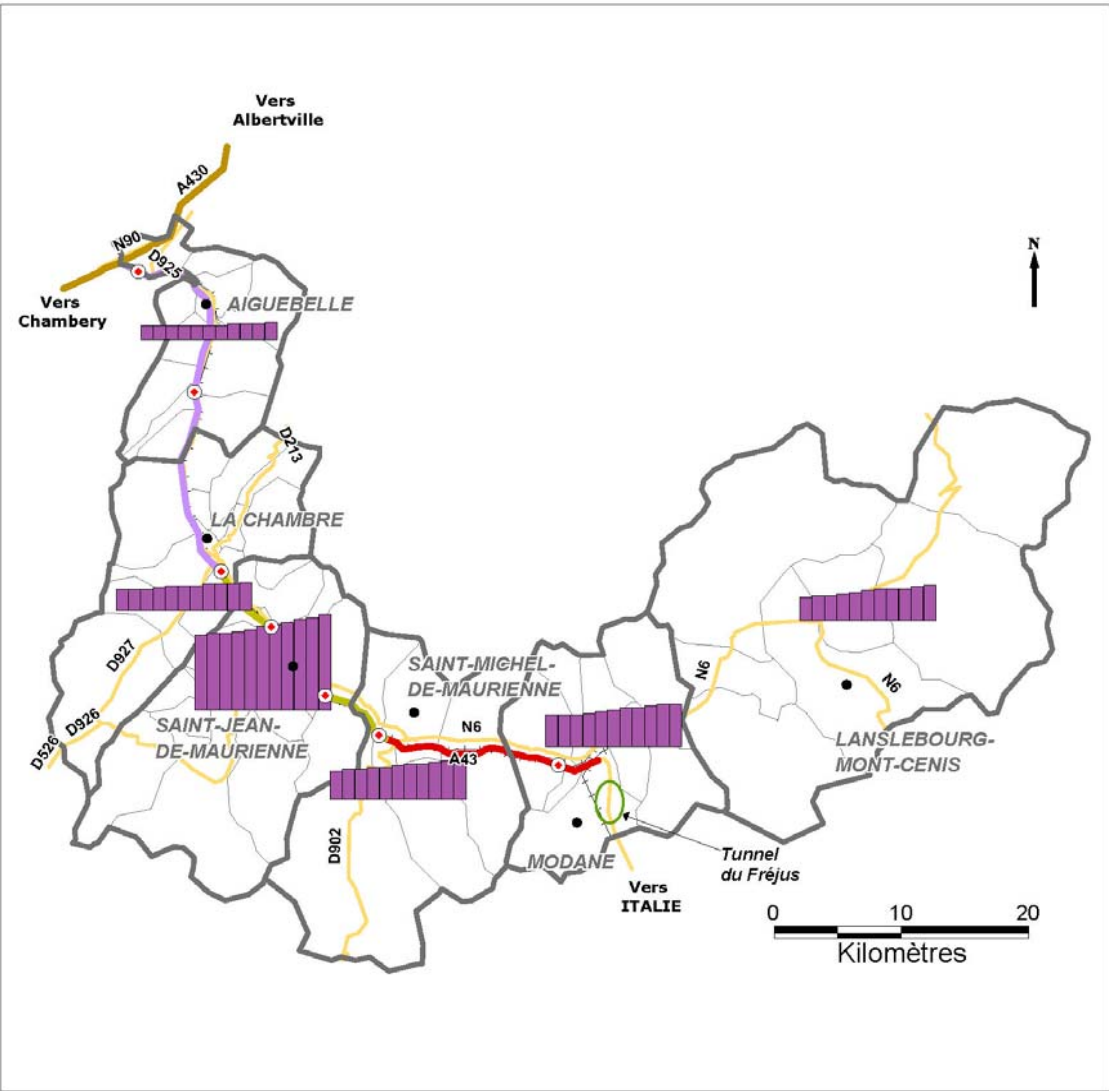 Vers
Albertville
A430
N90
D925
Vers
Chambery
AIGUEBELLE
N
D213
LA CHAMBRE
D927
D926
D526
SAINT-JEAN-
DE-MAURIENNE
SAINT-MICHEL-
DE-MAURIENNE
N6
A43
D902
MODANE
Vers
ITALIE
Tunnel
du Fréjus
N6
N6
LANSLEBOURG-
MONT-CENIS
0 10 20
Kilomètres